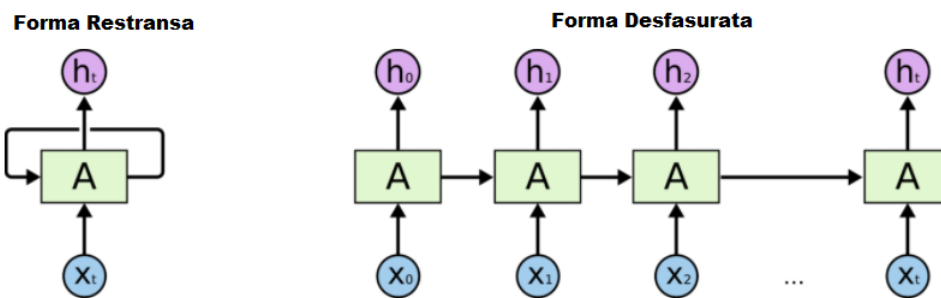 Forma Restransa
Forma Desfasurata
hₜ
h₀ h₁ h₂ hₜ
A
A A A A
Xₜ
X₀ X₁ X₂ ... Xₜ